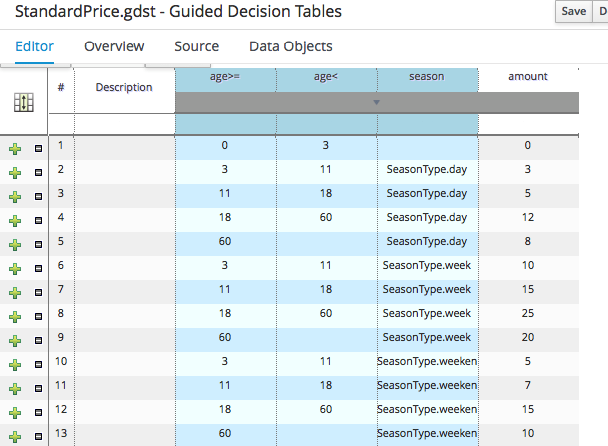 StandardPrice.gdst - Guided Decision Tables
Save D
Editor Overview Source Data Objects
# Description age>= age< season amount
1 0 3 0
2 3 11 SeasonType.day 3
3 11 18 SeasonType.day 5
4 18 60 SeasonType.day 12
5 60 SeasonType.day 8
6 3 11 SeasonType.week 10
7 11 18 SeasonType.week 15
8 18 60 SeasonType.week 25
9 60 SeasonType.week 20
10 3 11 SeasonType.weeken 5
11 11 18 SeasonType.weeken 7
12 18 60 SeasonType.weeken 15
13 60 SeasonType.weeken 10